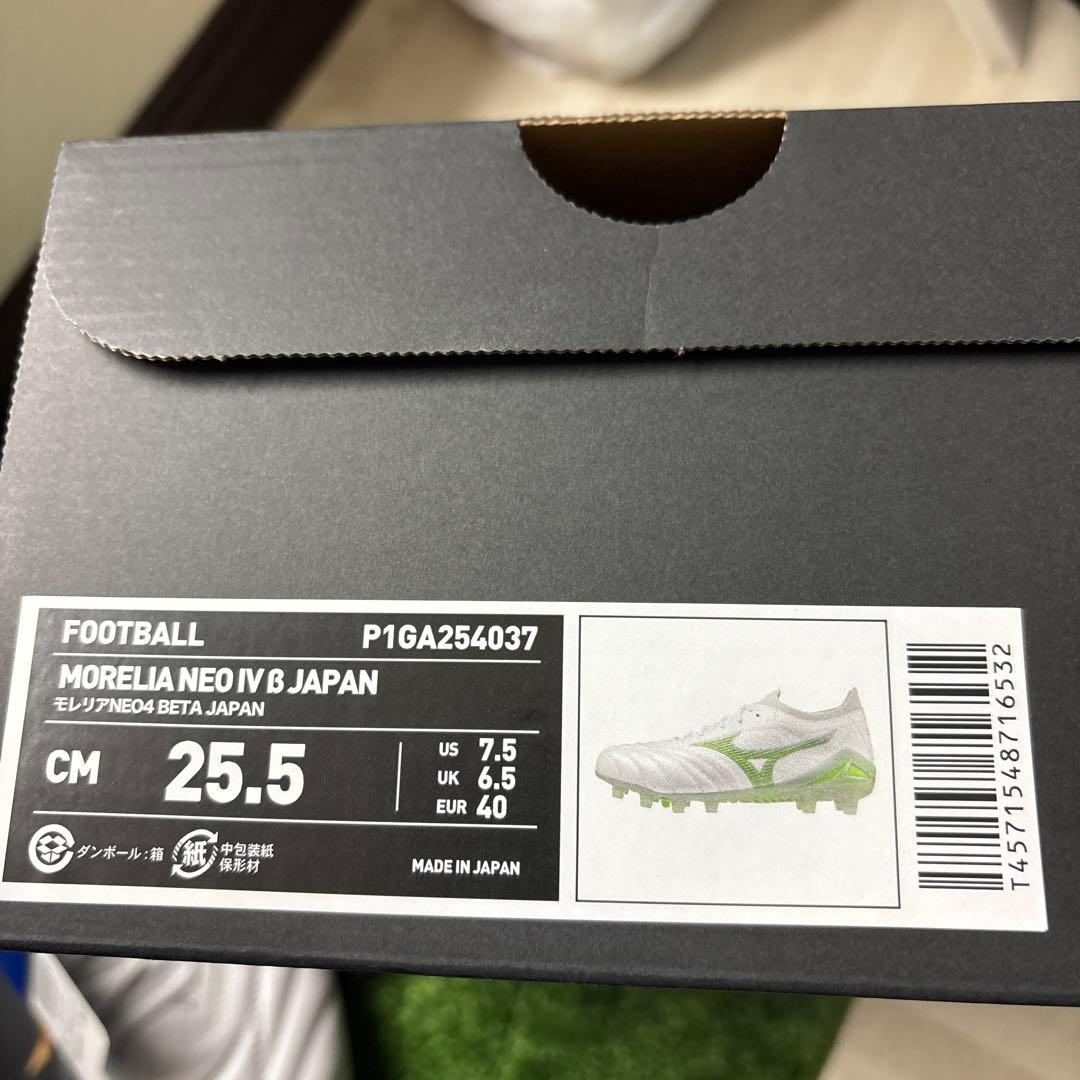 FOOTBALL P1GA254037
MORELIA NEO IV β JAPAN
モレリアNEO4 BETA JAPAN
CM 25.5
US 7.5
UK 6.5
EUR 40
ダンボール:箱
紙 中包装紙
保形材
MADE IN JAPAN
T4571548716532